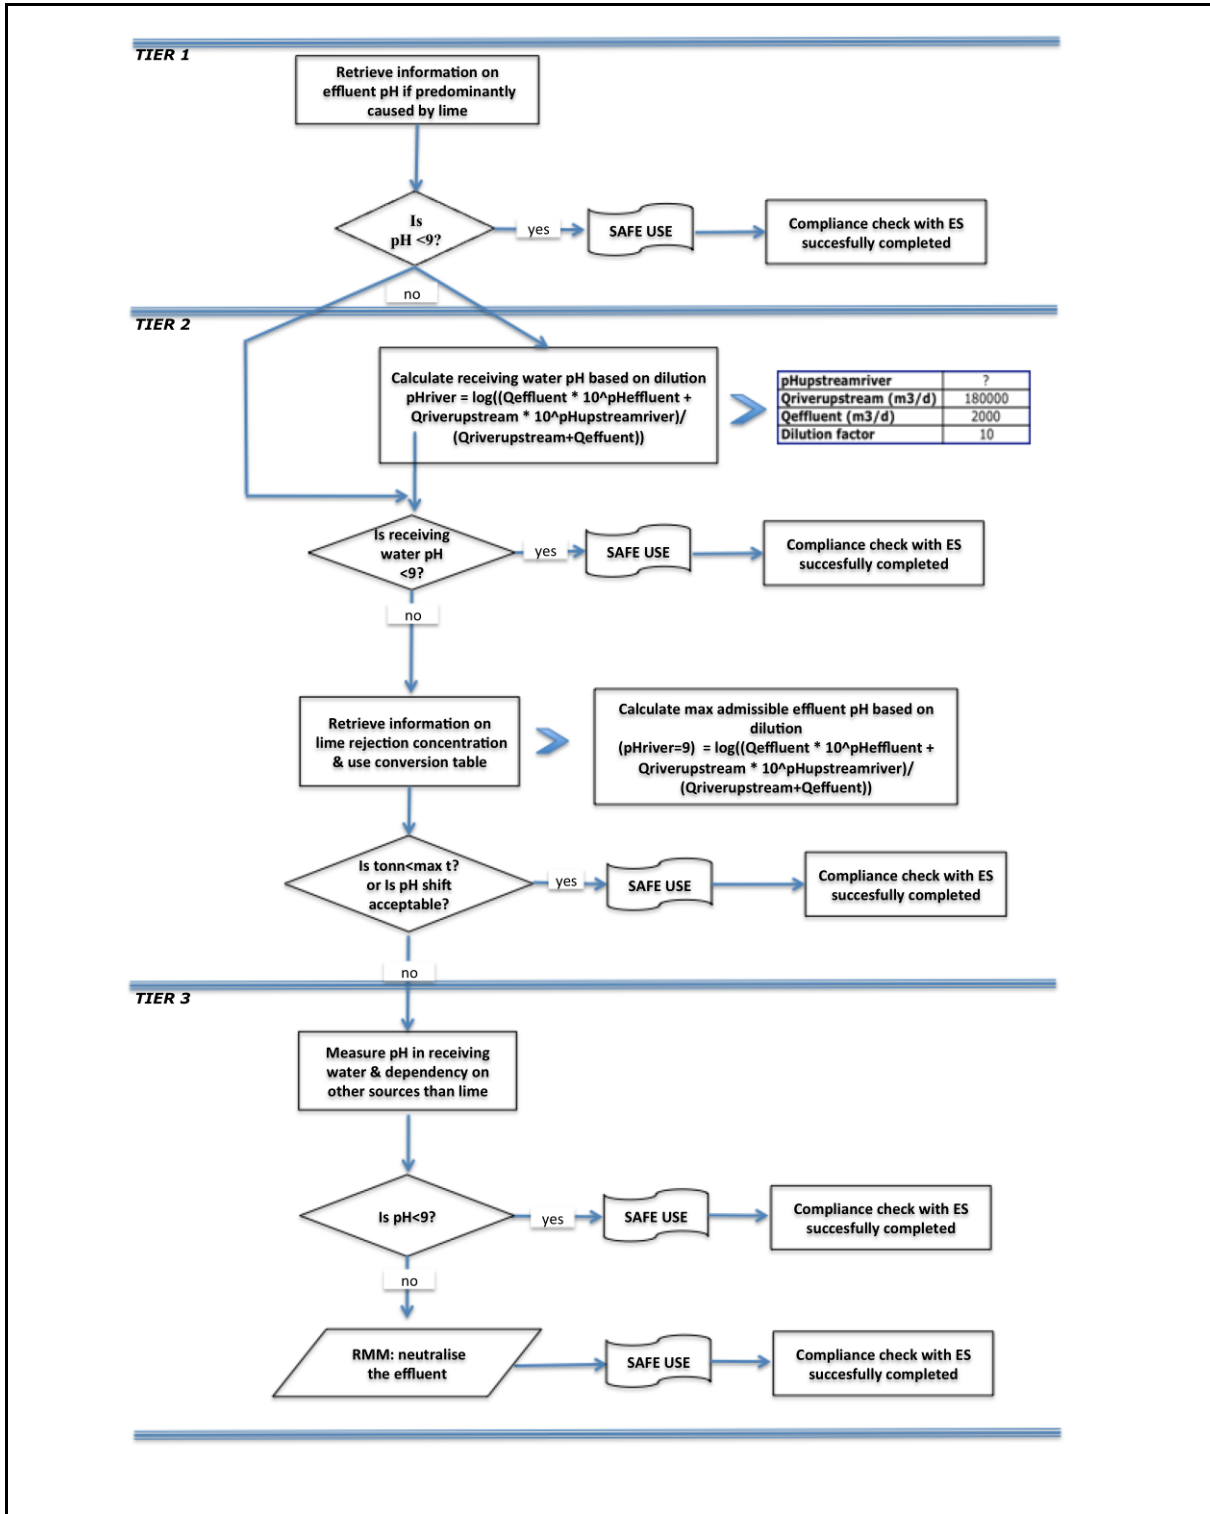 TIER 1
Retrieve information on
effluent pH if predominantly
caused by lime
Is
pH <9?
yes
SAFE USE
Compliance check with ES
succesfully completed
no
TIER 2
Calculate receiving water pH based on dilution
pHriver = log((Qeffluent * 10^pHeffluent +
Qriverupstream * 10^pHupstreamriver)/
(Qriverupstream+Qeffuent))
pHupstreamriver ?
Qriverupstream (m3/d) 180000
Qeffluent (m3/d) 2000
Dilution factor 10
Is receiving
water pH
<9?
yes
SAFE USE
Compliance check with ES
succesfully completed
no
Retrieve information on
lime rejection concentration
& use conversion table
Calculate max admissible effluent pH based on
dilution
(pHriver=9) = log((Qeffluent * 10^pHeffluent +
Qriverupstream * 10^pHupstreamriver)/
(Qriverupstream+Qeffuent))
Is tonn<max t?
or Is pH shift
acceptable?
yes
SAFE USE
Compliance check with ES
succesfully completed
no
TIER 3
Measure pH in receiving
water & dependency on
other sources than lime
Is pH<9?
yes
SAFE USE
Compliance check with ES
succesfully completed
no
RMM: neutralise
the effluent
SAFE USE
Compliance check with ES
succesfully completed